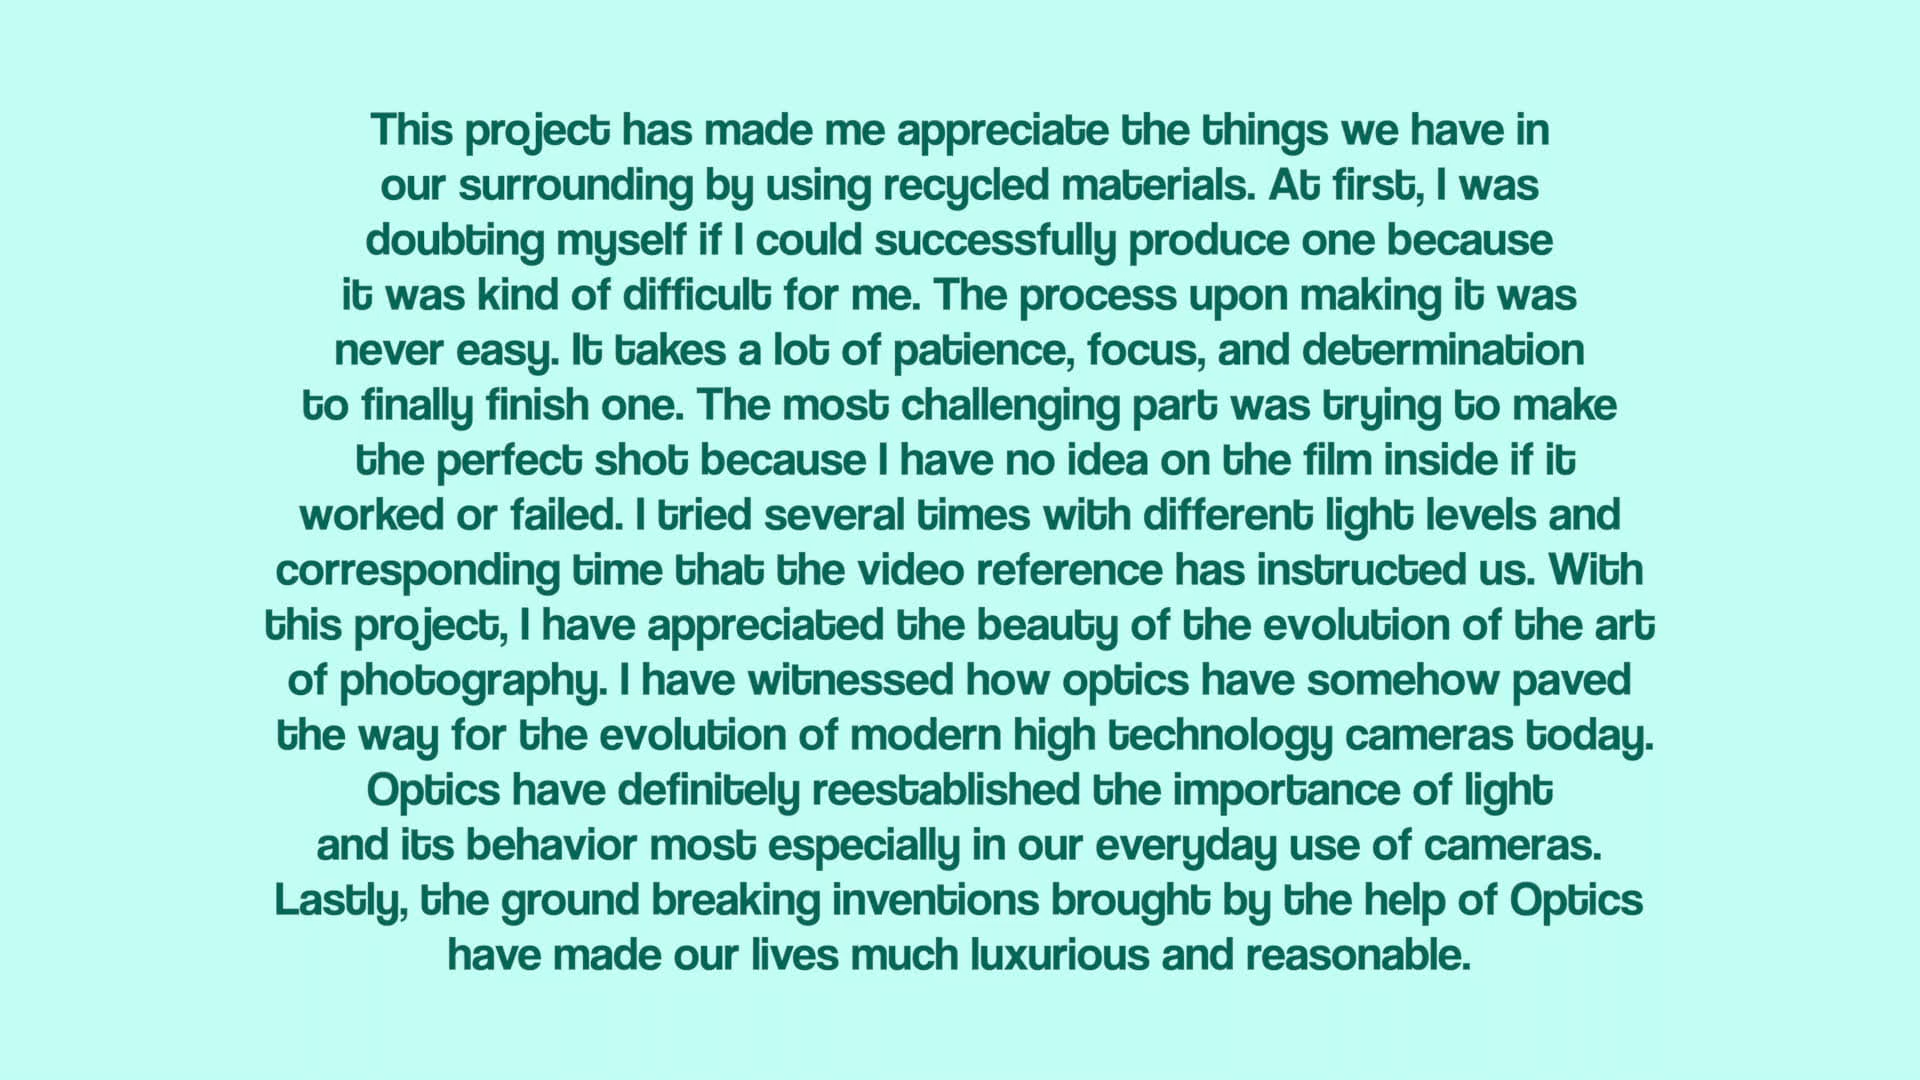 This project has made me appreciate the things we have in
our surrounding by using recycled materials. At first, I was
doubting myself if I could successfully produce one because
it was kind of difficult for me. The process upon making it was
never easy. It takes a lot of patience, focus, and determination
to finally finish one. The most challenging part was trying to make
the perfect shot because I have no idea on the film inside if it
worked or failed. I tried several times with different light levels and
corresponding time that the video reference has instructed us. With
this project, I have appreciated the beauty of the evolution of the art
of photography. I have witnessed how optics have somehow paved
the way for the evolution of modern high technology cameras today.
Optics have definitely reestablished the importance of light
and its behavior most especially in our everyday use of cameras.
Lastly, the ground breaking inventions brought by the help of Optics
have made our lives much luxurious and reasonable.